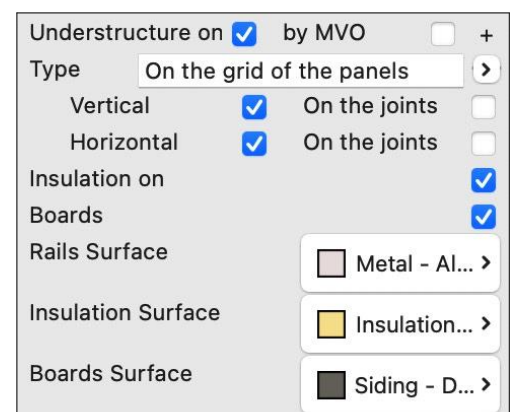 Understructure on by MVO +
Type On the grid of the panels
Vertical On the joints
Horizontal On the joints
Insulation on
Boards
Rails Surface
Metal - Al...
Insulation Surface
Insulation...
Boards Surface
Siding - D...